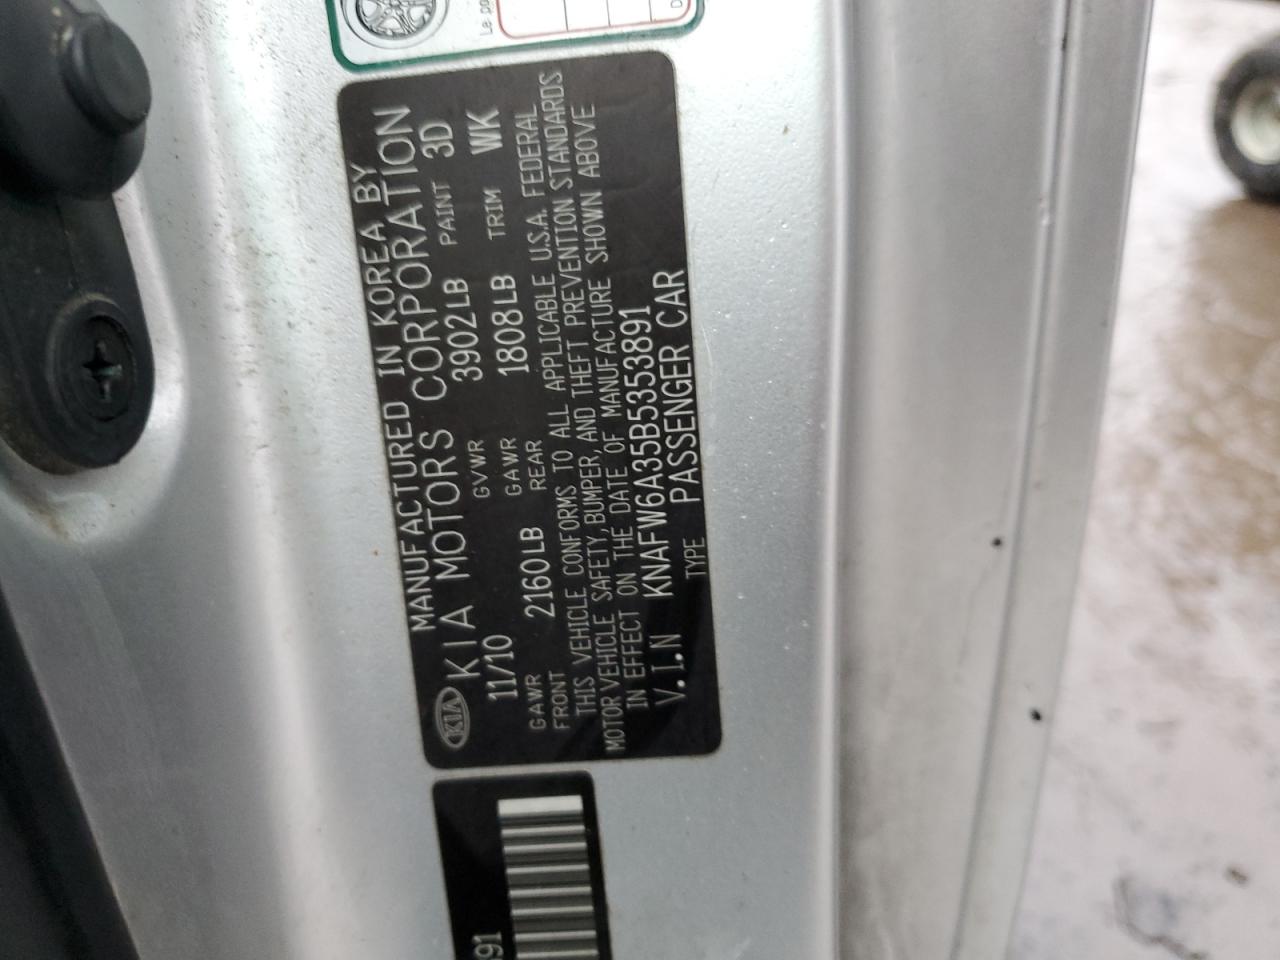 MANUFACTURED IN KOREA BY
KIA KIA MOTORS CORPORATION
11/10 GVWR 3902LB PAINT 3D
GAWR FRONT 2160LB GAWR REAR 1808LB TRIM WK
THIS VEHICLE CONFORMS TO ALL APPLICABLE U.S.A. FEDERAL
MOTOR VEHICLE SAFETY, BUMPER, AND THEFT PREVENTION STANDARDS
IN EFFECT ON THE DATE OF MANUFACTURE SHOWN ABOVE
V.I.N KNAFW6A35B5353891
TYPE PASSENGER CAR
91